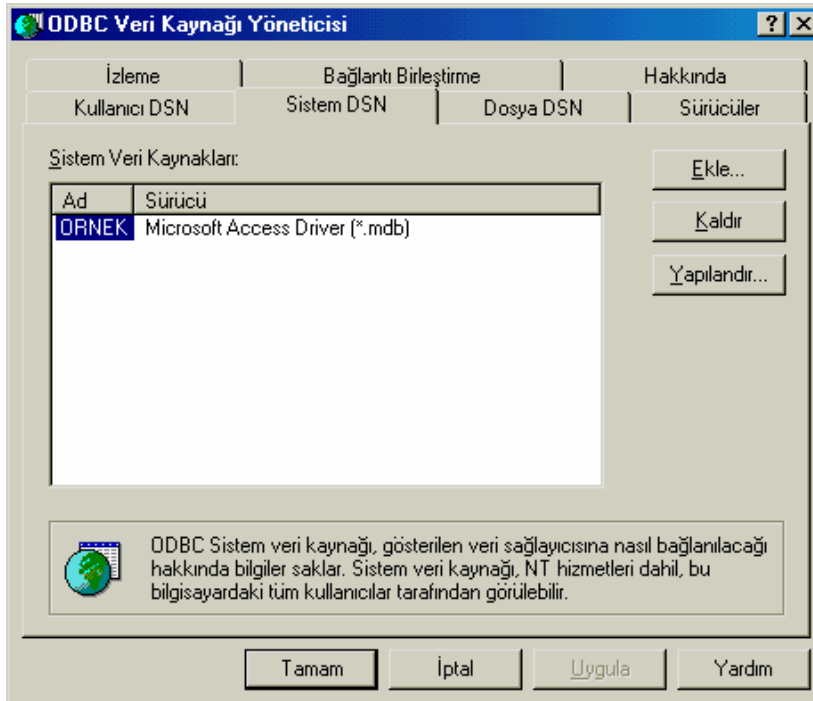 ODBC Veri Kaynağı Yöneticisi
İzleme Bağlantı Birleştirme Hakkında
Kullanıcı DSN Sistem DSN Dosya DSN Sürücüler
Sistem Veri Kaynakları:
Ekle...
Ad Sürücü
ORNEK Microsoft Access Driver (*.mdb)
Kaldır
Yapılandır...
ODBC Sistem veri kaynağı, gösterilen veri sağlayıcısına nasıl bağlanılacağı
hakkında bilgiler saklar. Sistem veri kaynağı, NT hizmetleri dahil, bu
bilgisayardaki tüm kullanıcılar tarafından görülebilir.
Tamam İptal Uygula Yardım